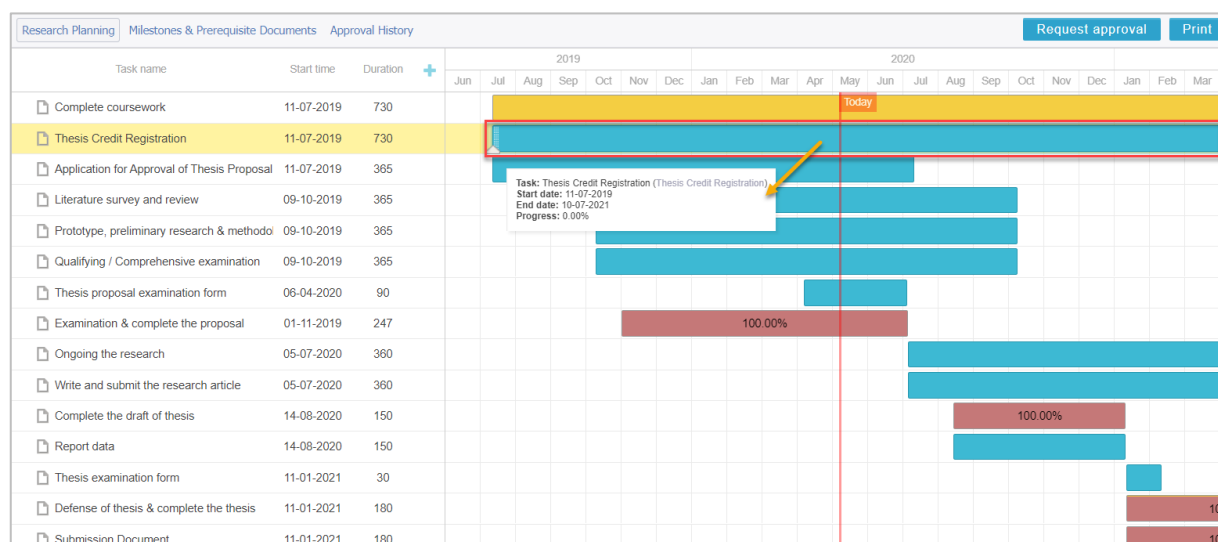 Research Planning Milestones & Prerequisite Documents Approval History Request approval Print
Task name Start time Duration + 2019 2020
Jun Jul Aug Sep Oct Nov Dec Jan Feb Mar Apr May Jun Jul Aug Sep Oct Nov Dec Jan Feb Mar
Complete coursework 11-07-2019 730 Today
Thesis Credit Registration 11-07-2019 730
Application for Approval of Thesis Proposal 11-07-2019 365
Task: Thesis Credit Registration (Thesis Credit Registration)
Start date: 11-07-2019
End date: 10-07-2021
Progress: 0.00%
Literature survey and review 09-10-2019 365
Prototype, preliminary research & methodol 09-10-2019 365
Qualifying / Comprehensive examination 09-10-2019 365
Thesis proposal examination form 06-04-2020 90
Examination & complete the proposal 01-11-2019 247 100.00%
Ongoing the research 05-07-2020 360
Write and submit the research article 05-07-2020 360
Complete the draft of thesis 14-08-2020 150 100.00%
Report data 14-08-2020 150
Thesis examination form 11-01-2021 30
Defense of thesis & complete the thesis 11-01-2021 180 10
Submission Document 11-01-2021 180 10